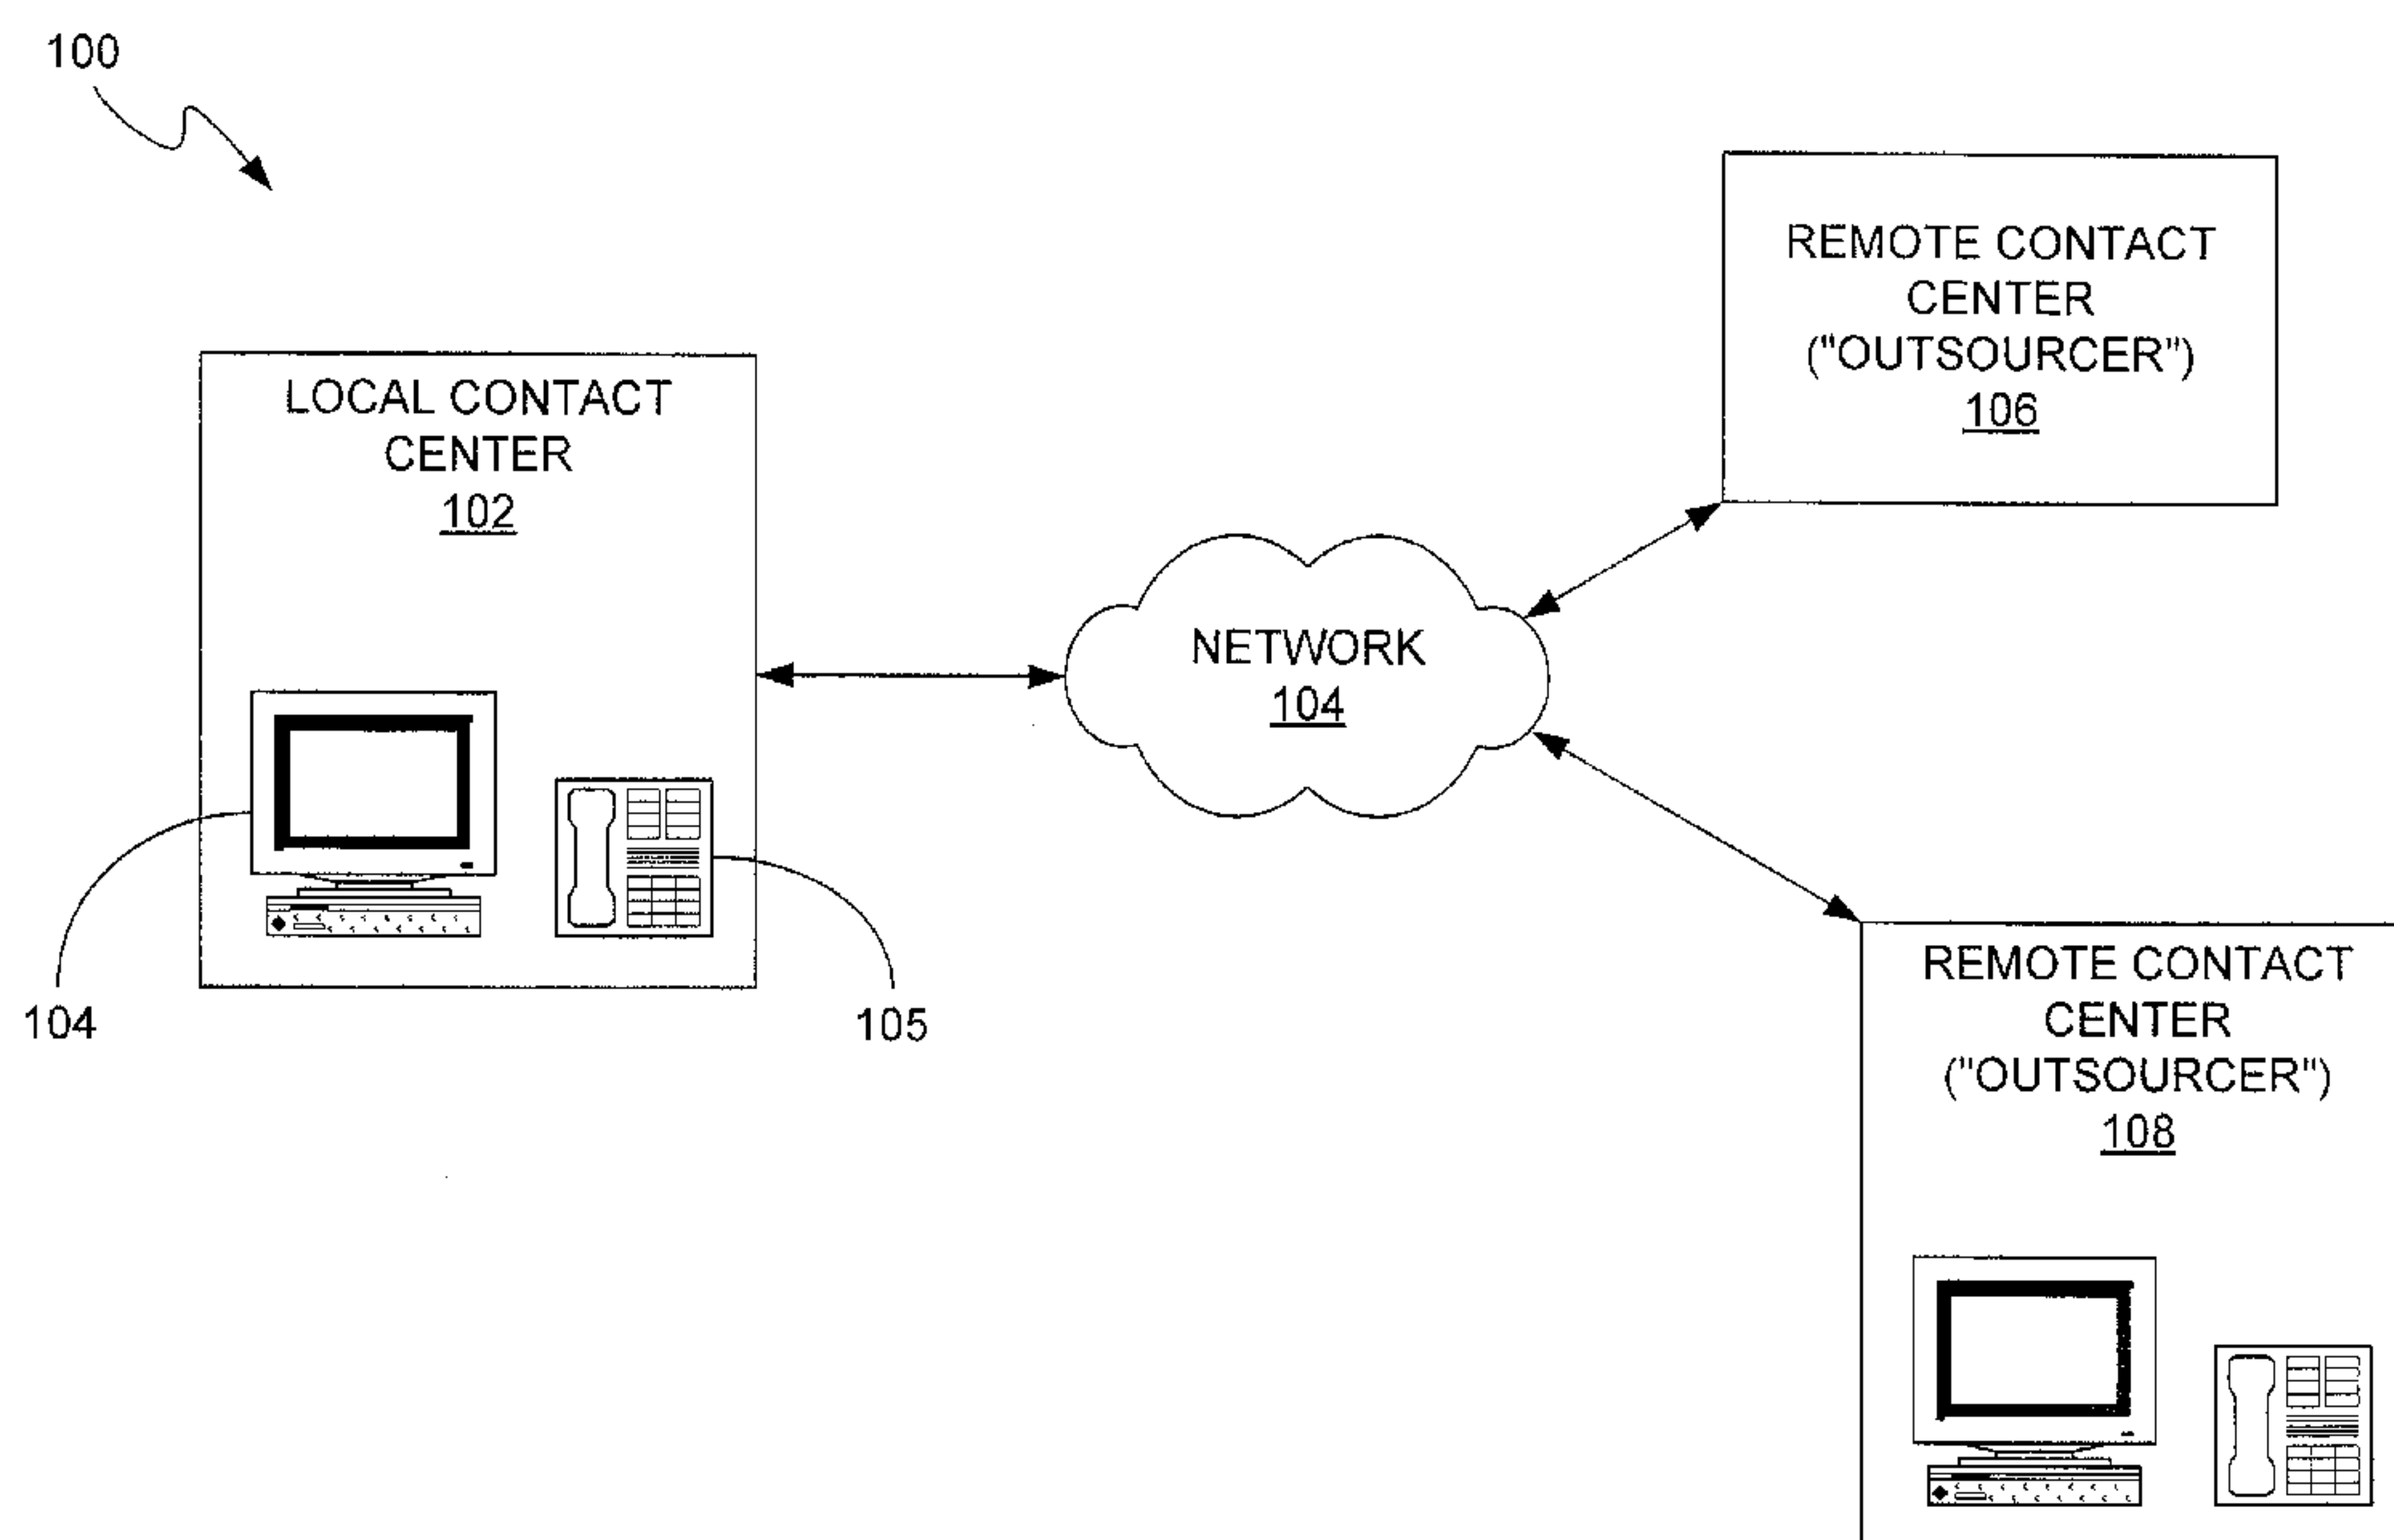 100
REMOTE CONTACT
CENTER
("OUTSOURCER")
106
LOCAL CONTACT
CENTER
102
NETWORK
104
104
105
REMOTE CONTACT
CENTER
("OUTSOURCER")
108